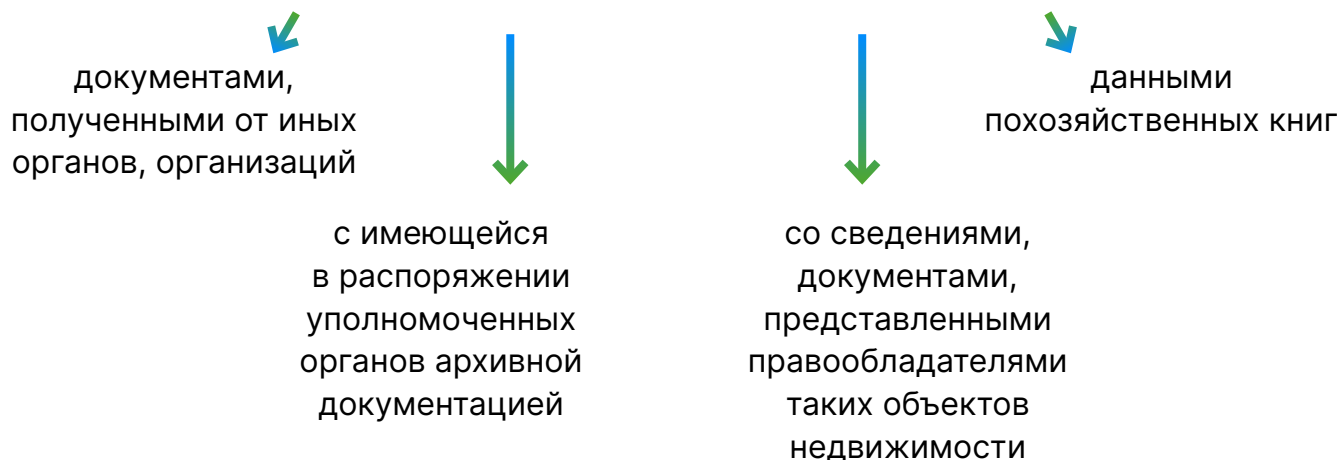 документами,
полученными от иных
органов, организаций
данными
похозяйственных книг
с имеющейся
в распоряжении
уполномоченных
органов архивной
документацией
со сведениями,
документами,
представленными
правообладателями
таких объектов
недвижимости